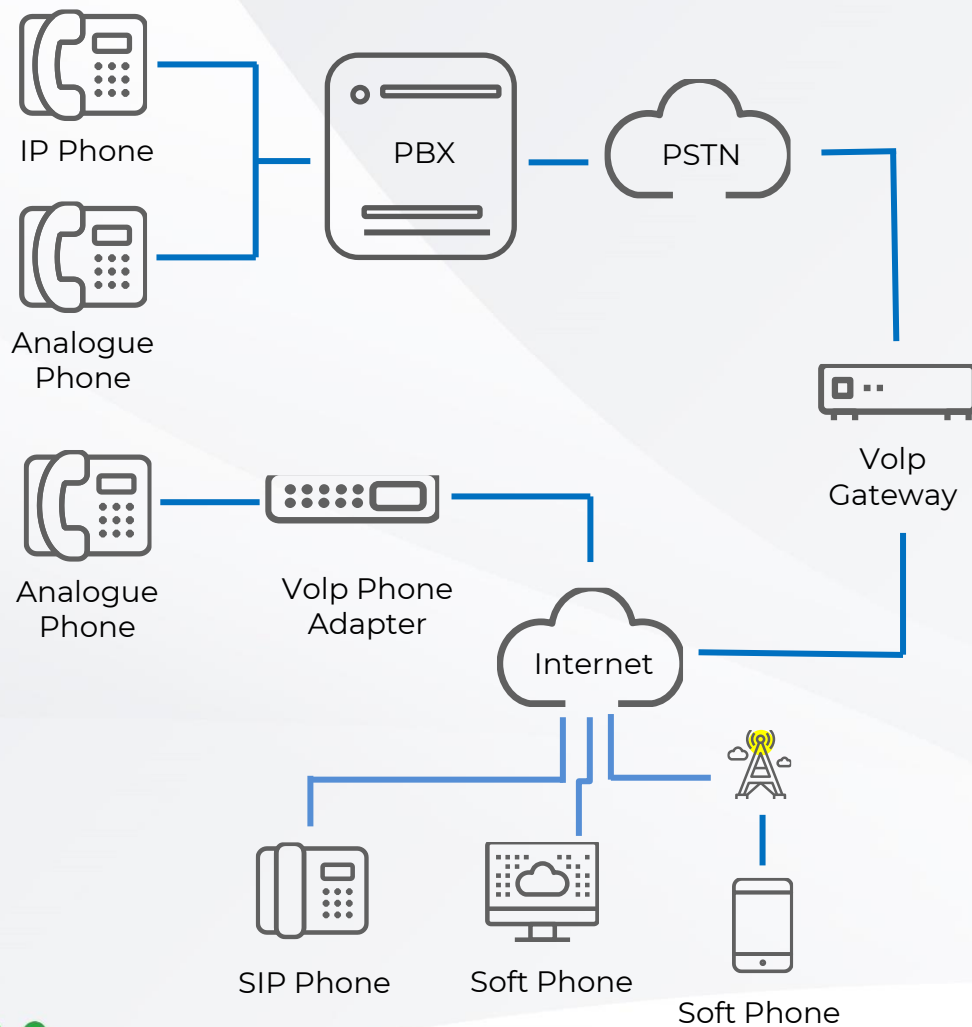 IP Phone
PBX
PSTN
Analogue
Phone
Volp
Gateway
Analogue
Phone
Volp Phone
Adapter
Internet
SIP Phone
Soft Phone
Soft Phone